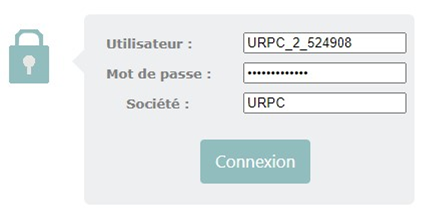 Utilisateur : URPC_2_524908
Mot de passe : •••••••••••••
Société : URPC
Connexion